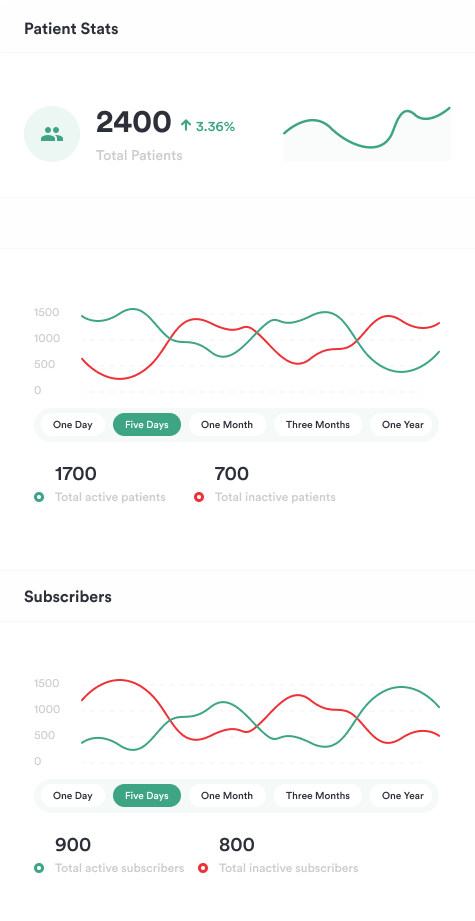 Patient Stats
2400 3.36%
Total Patients
1500
1000
500
0
One Day Five Days One Month Three Months One Year
1700 700
Total active patients Total inactive patients
Subscribers
1500
1000
500
0
One Day Five Days One Month Three Months One Year
900 800
Total active subscribers Total inactive subscribers